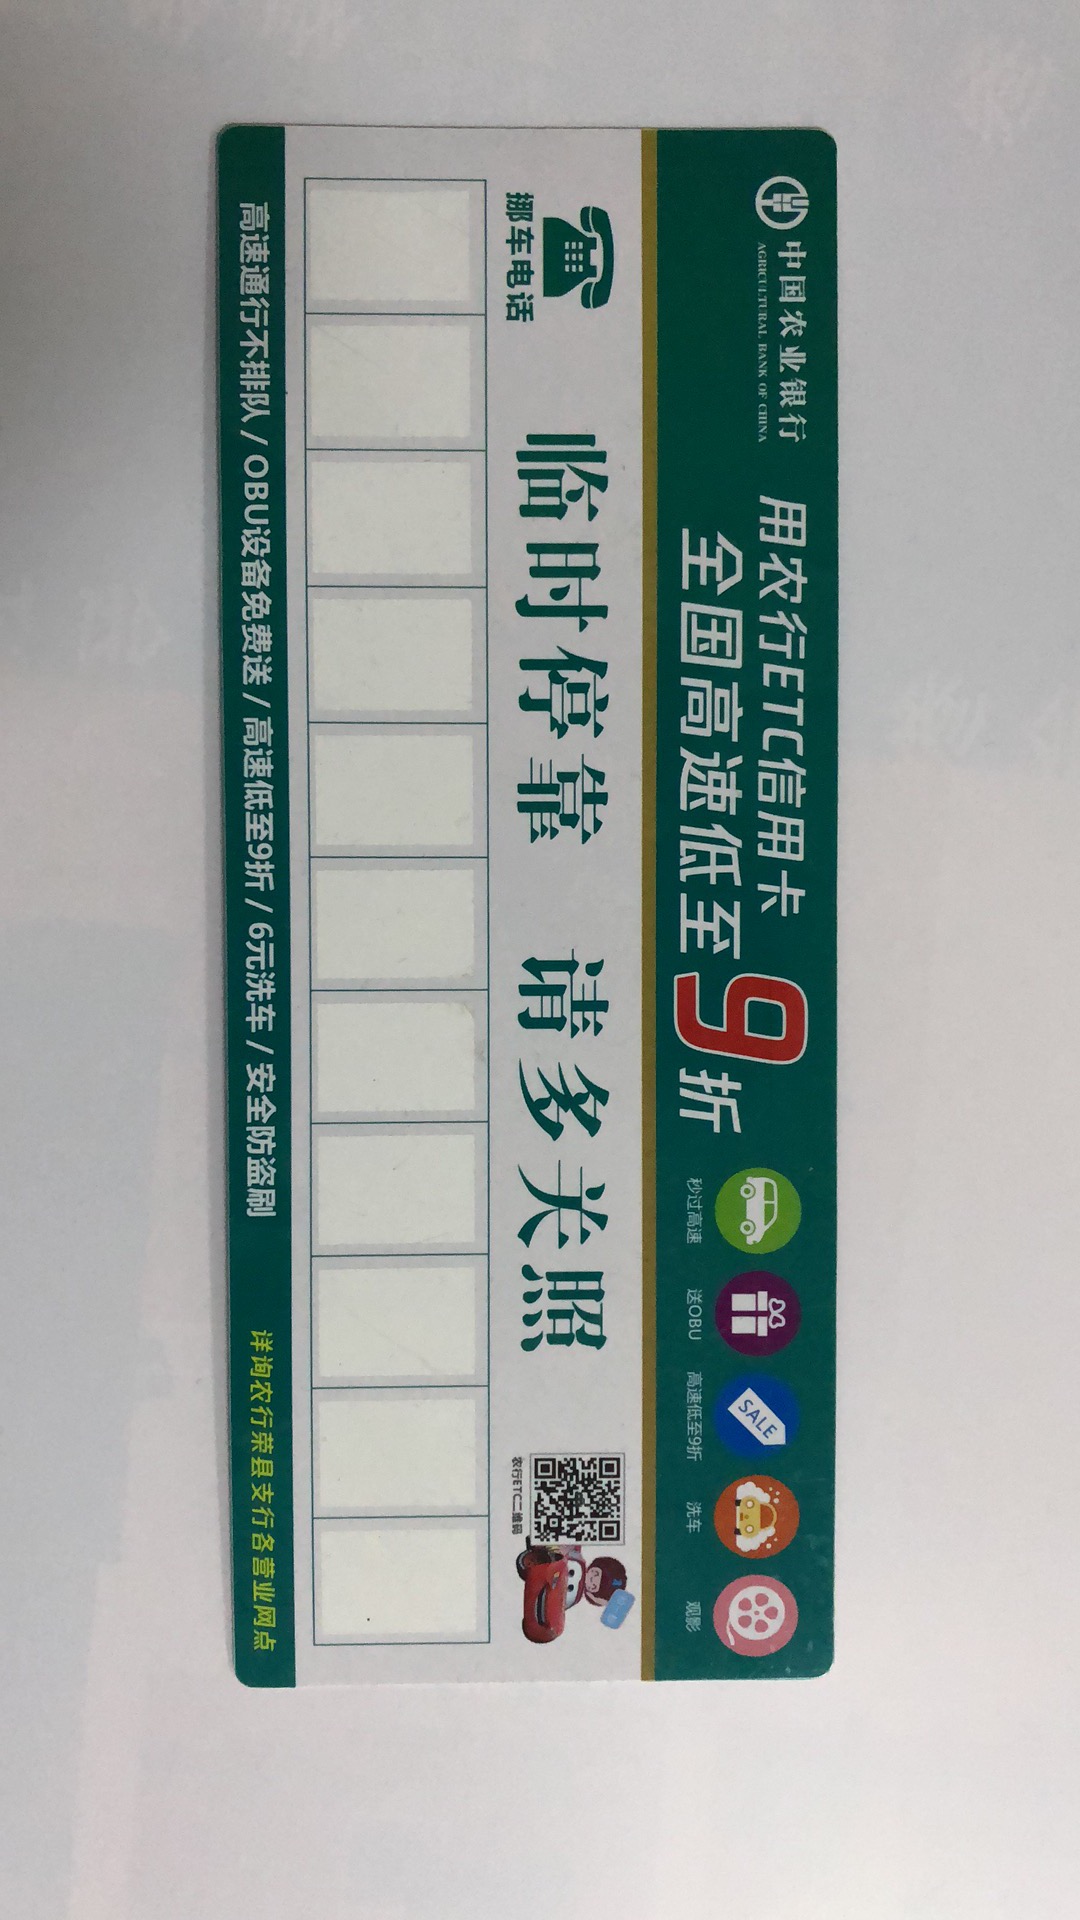 中国农业银行
AGRICULTURAL BANK OF CHINA
用农行ETC信用卡
全国高速低至9折
秒过高速
送OBU
SALE
高速低至9折
洗车
观影
挪车电话
临时停靠 请多关照
农行ETC二维码
高速通行不排队 / OBU设备免费送 / 高速低至9折 / 6元洗车 / 安全防盗刷
详询农行荣县支行各营业网点